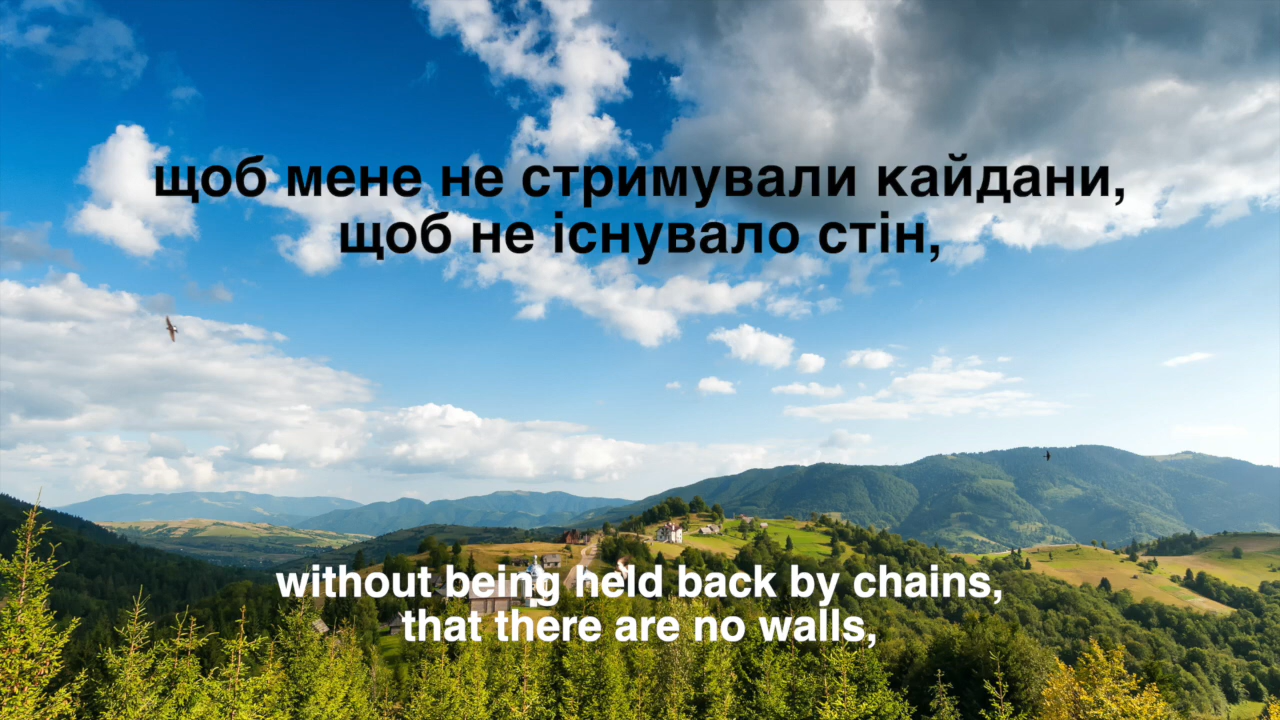 щоб мене не стримували кайдани,
щоб не існувало стін,
without being held back by chains,
that there are no walls,